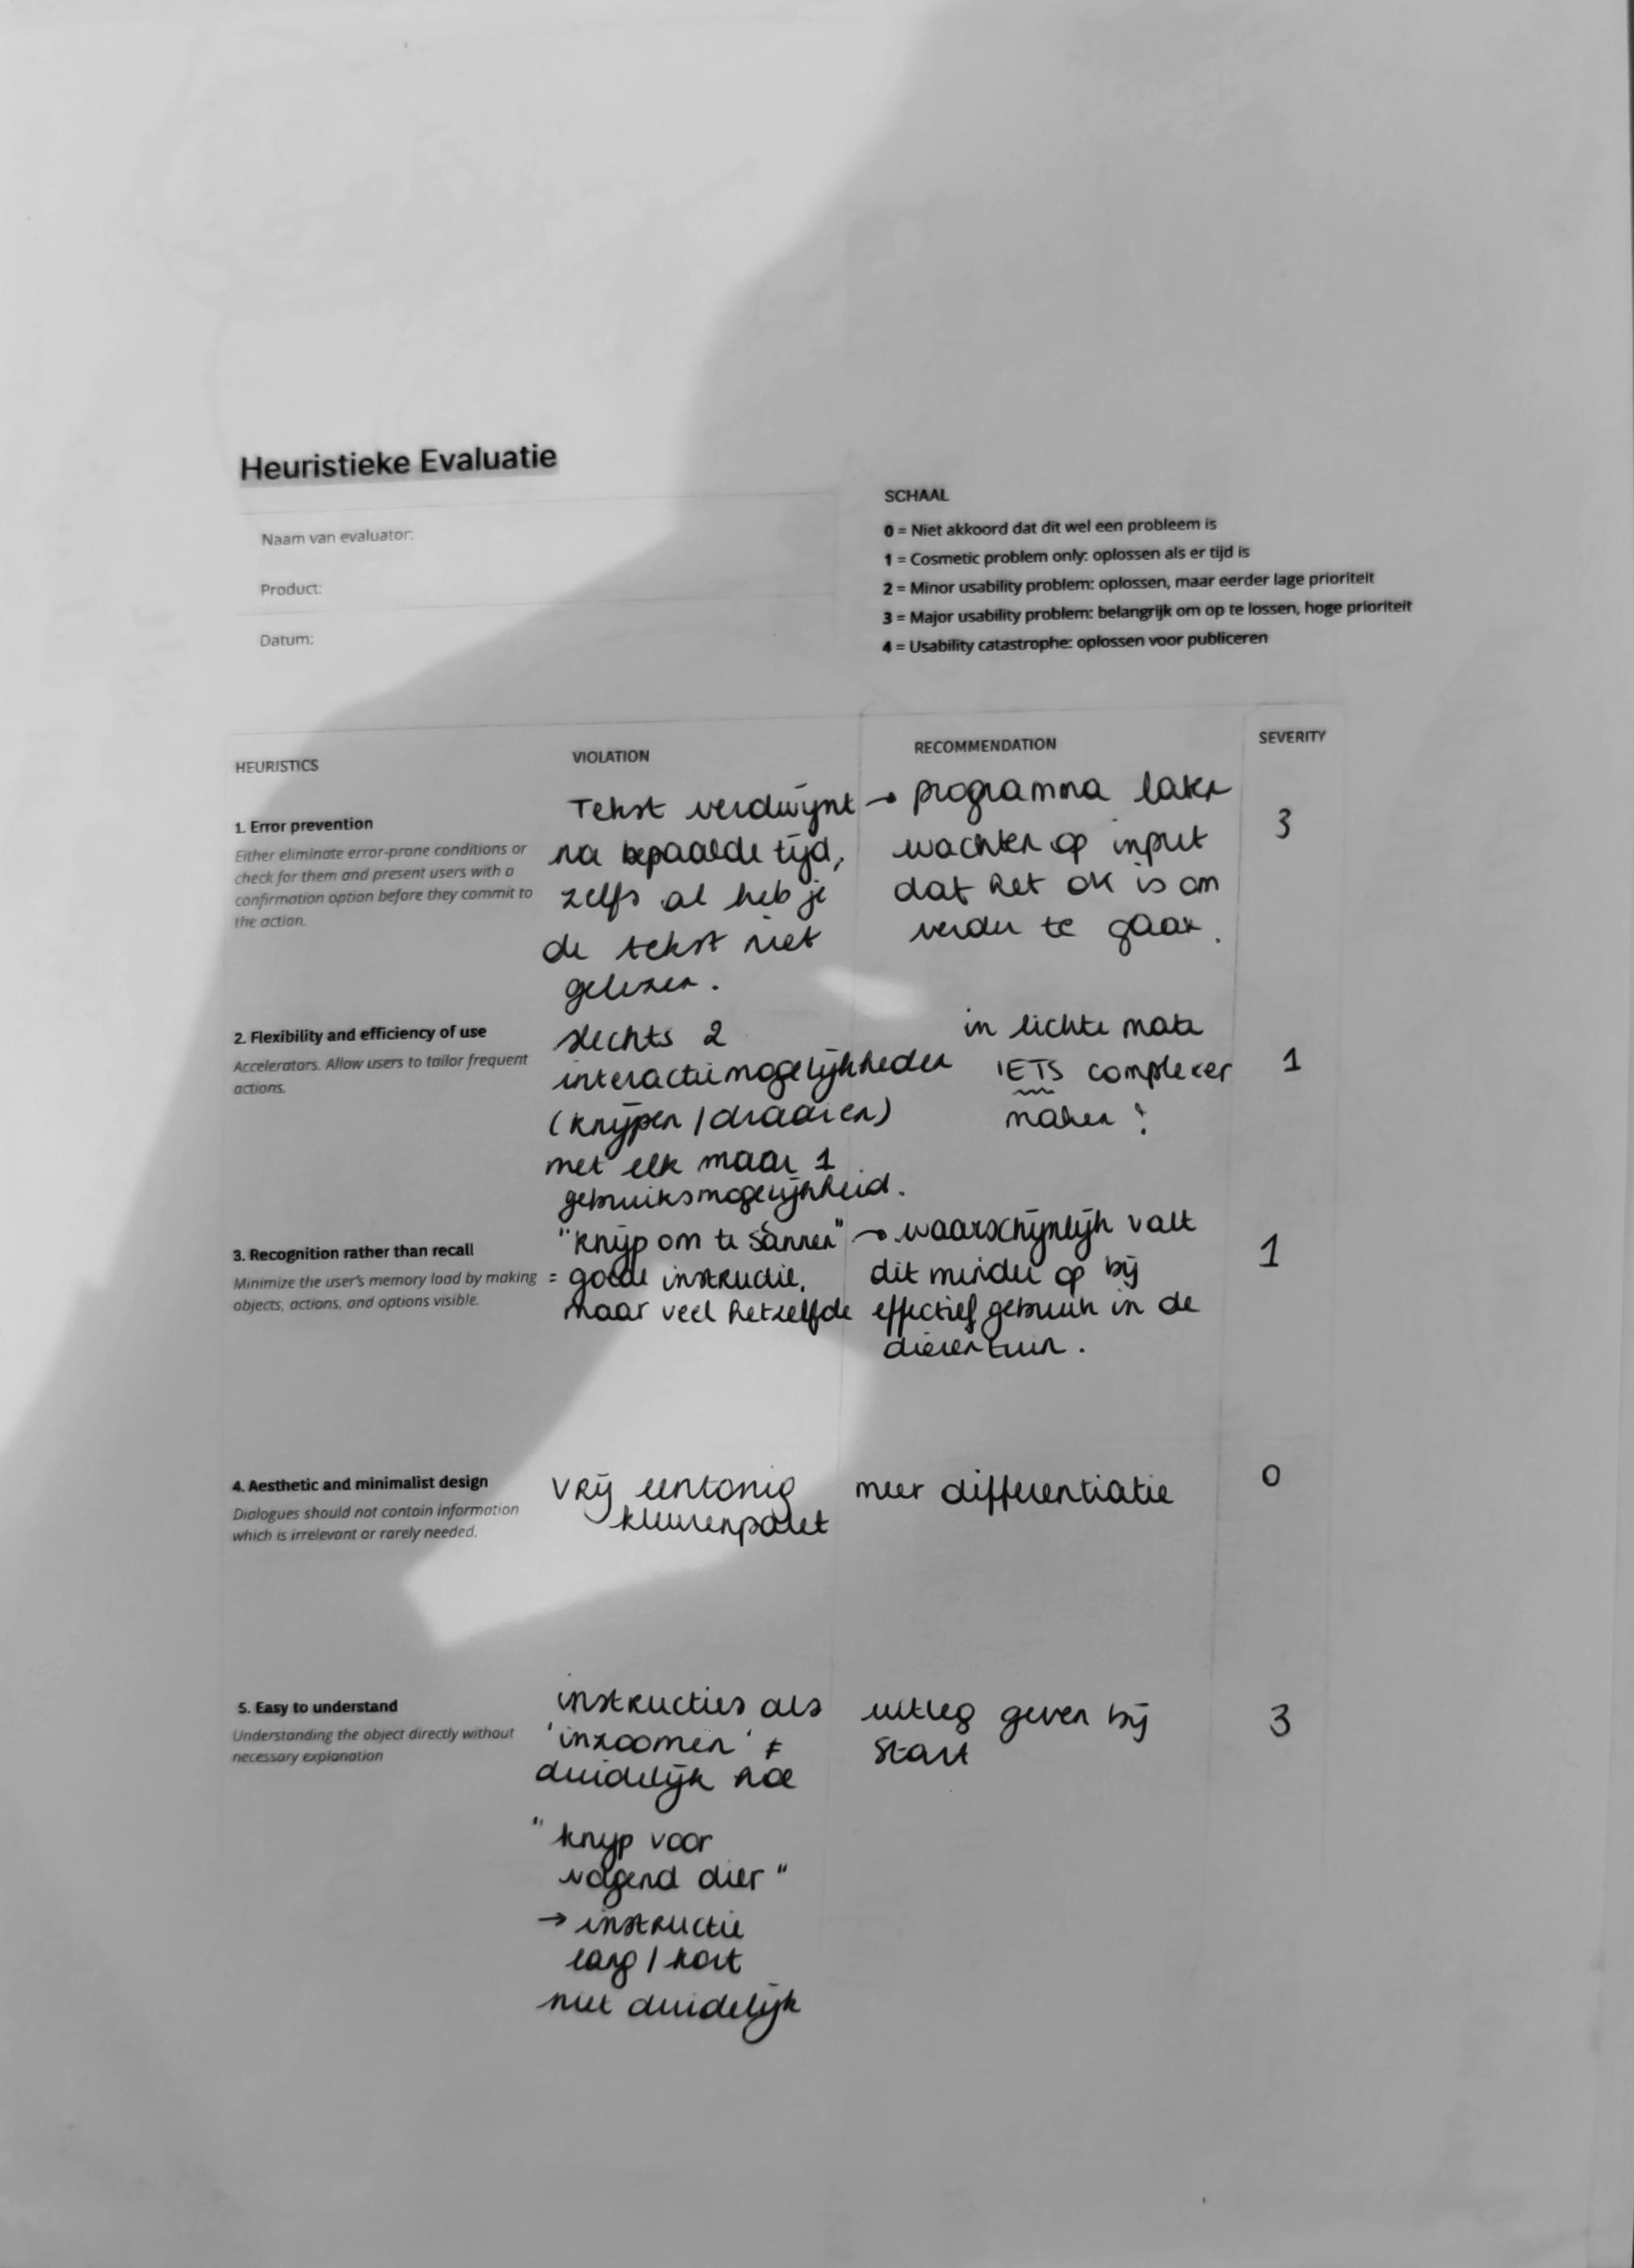 Heuristieke Evaluatie
Naam van evaluator:
Product:
Datum:
SCHAAL
0 = Niet akkoord dat dit wel een probleem is
1 = Cosmetic problem only: oplossen als er tijd is
2 = Minor usability problem: oplossen, maar eerder lage prioriteit
3 = Major usability problem: belangrijk om op te lossen, hoge prioriteit
4 = Usability catastrophe: oplossen voor publiceren
HEURISTICS
VIOLATION
RECOMMENDATION
SEVERITY
1. Error prevention
Either eliminate error-prone conditions or
check for them and present users with a
confirmation option before they commit to
the action.
Tekst verdwijnt →
na bepaalde tijd,
zelfs al heb je
de tekst niet
gelezen.
programma laten
wachten op input
dat het ok is om
verder te gaan.
3
2. Flexibility and efficiency of use
Accelerators. Allow users to tailor frequent
actions.
slechts 2
interactiemogelijkheden
(knijpen / draaien)
met elk maar 1
gebruiksmogelijkheid.
in lichte mate
IETS complexer
maken
1
3. Recognition rather than recall
Minimize the user's memory load by making
objects, actions, and options visible.
"knijp om te scannen" →
= goede instructie,
maar veel hetzelfde
waarschijnlijk valt
dit minder op bij
effectief gebruik in de
dierentuin.
1
4. Aesthetic and minimalist design
Dialogues should not contain information
which is irrelevant or rarely needed.
Vrij eentonig
kleurenpalet
meer differentiatie
0
5. Easy to understand
Understanding the object directly without
necessary explanation
instructies als
'inzoomen' ≠
duidelijk hoe
"knijp voor
volgend dier"
→ instructie
lang / kort
niet duidelijk
uitleg geven bij
start
3